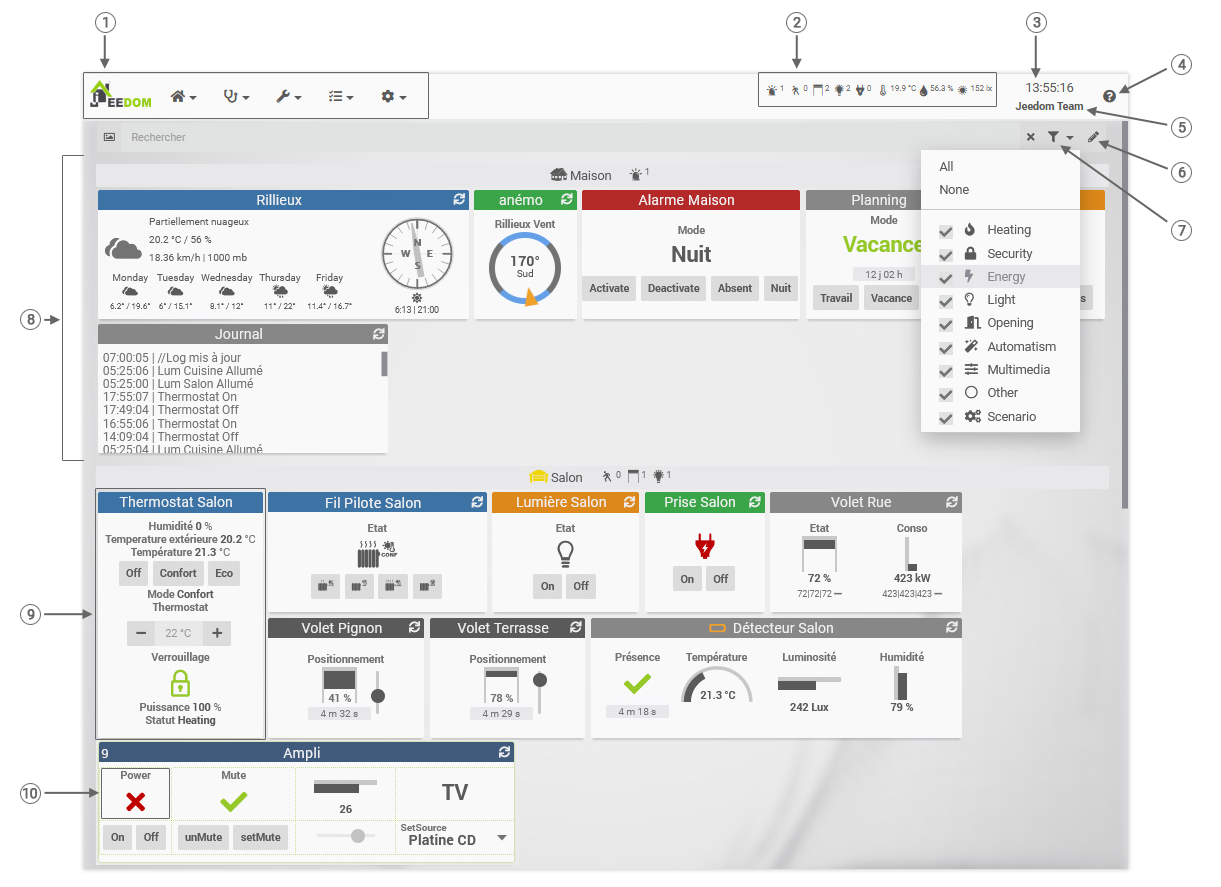 1
2
3
4
JEEDOM
1 0 2 2 0 19.9 °C 56.3 % 152 lx
13:55:16
Jeedom Team
5
Rechercher
6
7
8
Maison 1
All
None
Heating
Security
Energy
Light
Opening
Automatism
Multimedia
Other
Scenario
Rillieux
Partiellement nuageux
20.2 °C / 56 %
18.36 km/h | 1000 mb
Monday Tuesday Wednesday Thursday Friday
6.2° / 19.6° 6° / 15.1° 8.1° / 12° 11° / 22° 11.4° / 16.7°
N
W E
S
6:13 | 21:00
anémo
Rillieux Vent
170°
Sud
Alarme Maison
Mode
Nuit
Activate Deactivate Absent Nuit
Planning
Mode
Vacance
12 j 02 h
Travail Vacance s
Journal
07:00:05 | //Log mis à jour
05:25:06 | Lum Cuisine Allumé
05:25:00 | Lum Salon Allumé
17:55:07 | Thermostat On
17:49:04 | Thermostat Off
16:55:06 | Thermostat On
14:09:04 | Thermostat Off
05:25:04 | Lum Cuisine Allumé
Salon 0 1 1
9
Thermostat Salon
Humidité 0 %
Temperature extérieure 20.2 °C
Température 21.3 °C
Off Confort Eco
Mode Confort
Thermostat
− 22 °C +
Verrouillage
Puissance 100 %
Statut Heating
Fil Pilote Salon
Etat
CONF
Lumière Salon
Etat
On Off
Prise Salon
On Off
Volet Rue
Etat Conso
72 % 423 kW
72|72|72 423|423|423
Volet Pignon
Positionnement
41 %
4 m 32 s
Volet Terrasse
Positionnement
78 %
4 m 29 s
Détecteur Salon
Présence Température Luminosité Humidité
4 m 18 s 21.3 °C 242 Lux 79 %
10
9 Ampli
Power Mute
26
TV
On Off unMute setMute
SetSource
Platine CD